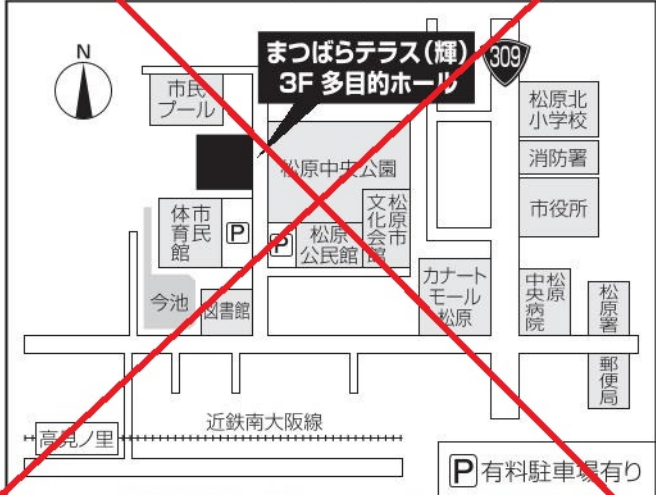 N
まつばらテラス（輝）
3F 多目的ホール
309
市民
プール
松原北
小学校
消防署
松原中央公園
市役所
市民
体育館
P
P
松原
公民館
松原市
文化会館
カナート
モール
松原
松原
中央病院
松原署
今池
図書館
郵便局
近鉄南大阪線
高見ノ里
P有料駐車場有り